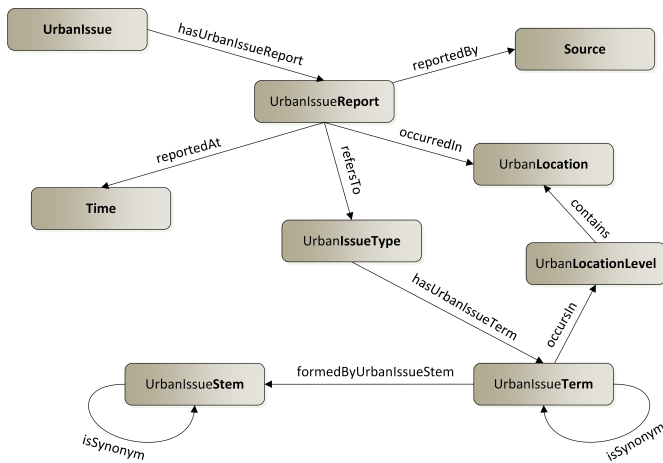 UrbanIssue
hasUrbanIssueReport
reportedBy
Source
UrbanIssueReport
reportedAt
refersTo
occurredIn
UrbanLocation
Time
contains
UrbanIssueType
UrbanLocationLevel
hasUrbanIssueTerm
occursIn
UrbanIssueStem
formedByUrbanIssueStem
UrbanIssueTerm
isSynonym
isSynonym